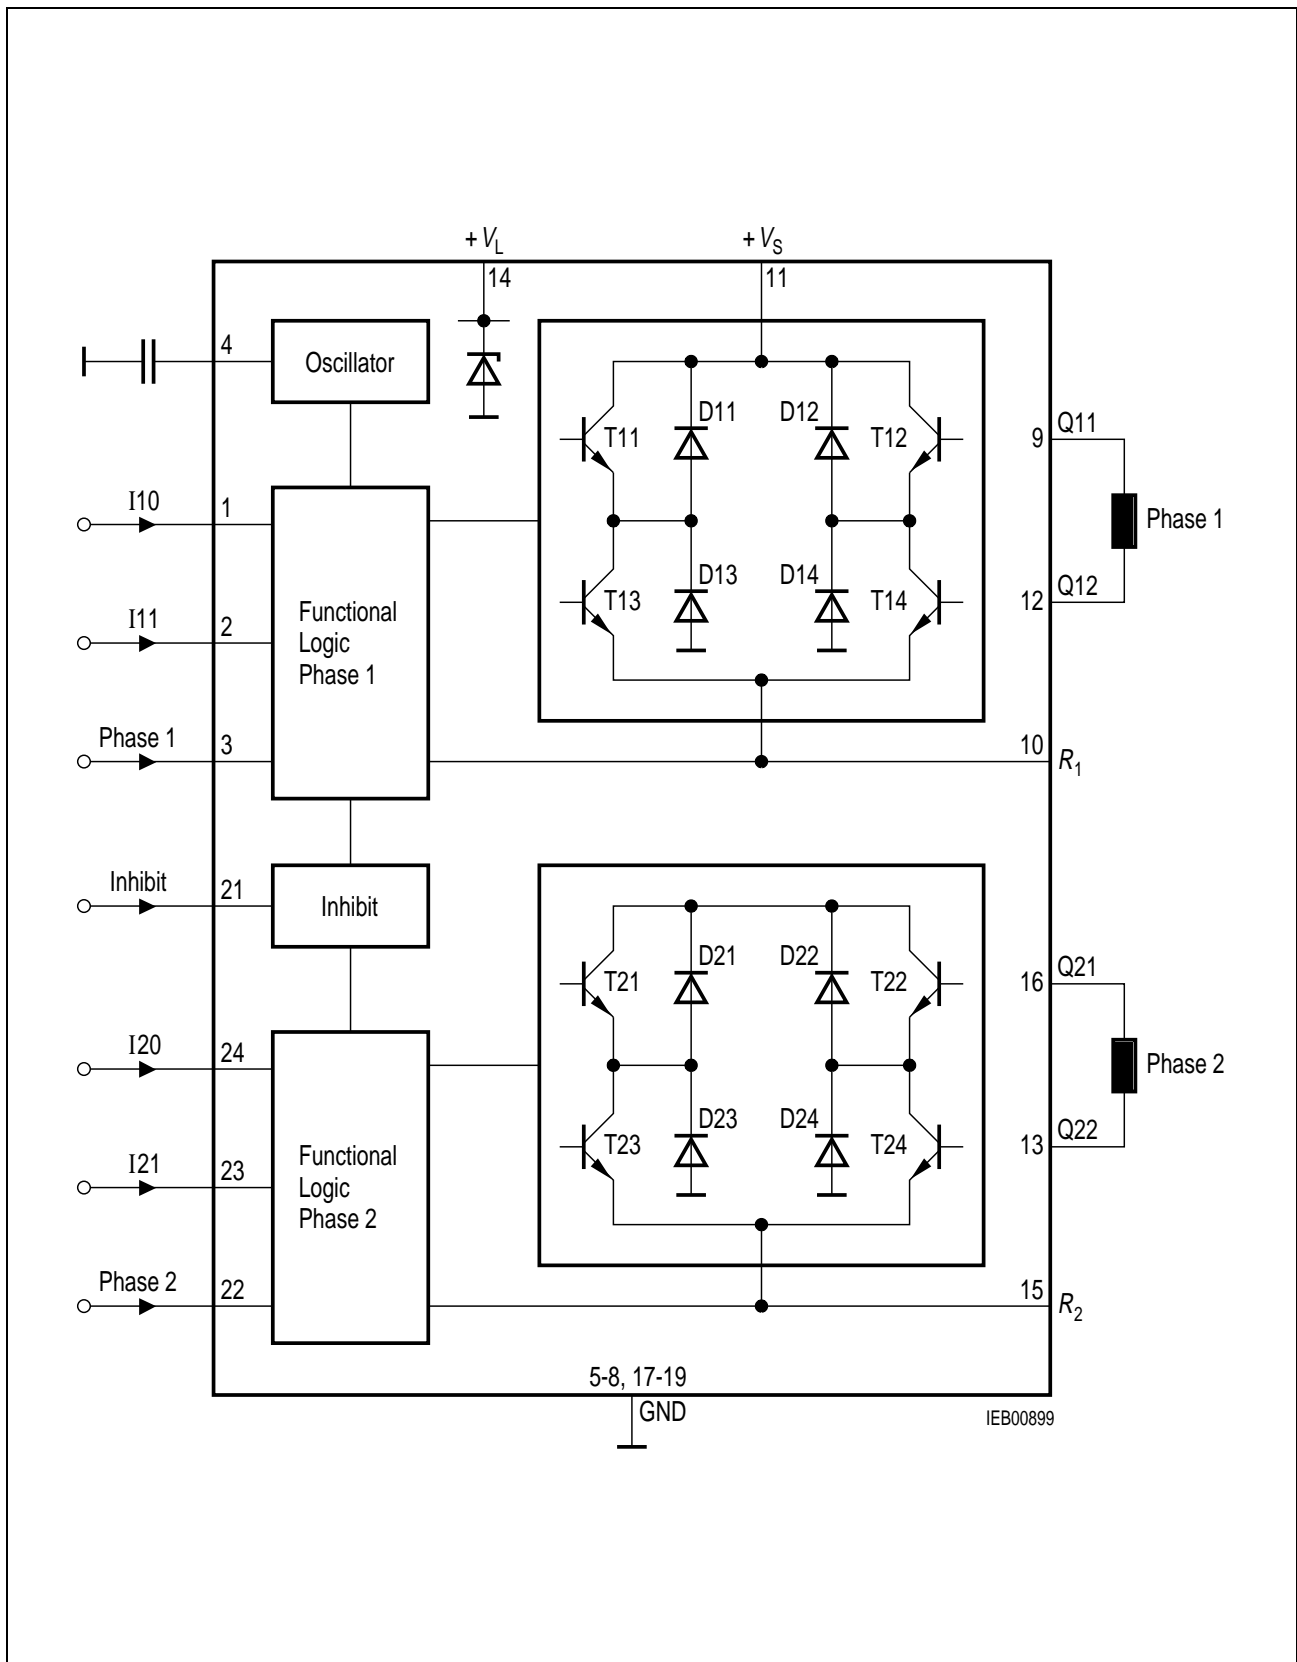 + VL
+ VS
14
11
4
Oscillator
D11
D12
Q11
T11
T12
9
I10
1
Phase 1
D13
D14
Q12
T13
T14
12
I11
2
Functional
Logic
Phase 1
Phase 1
3
10
R1
Inhibit
21
Inhibit
D21
D22
Q21
T21
T22
16
I20
24
Phase 2
D23
D24
Q22
T23
T24
13
I21
23
Functional
Logic
Phase 2
Phase 2
22
15
R2
5-8, 17-19
GND
IEB00899